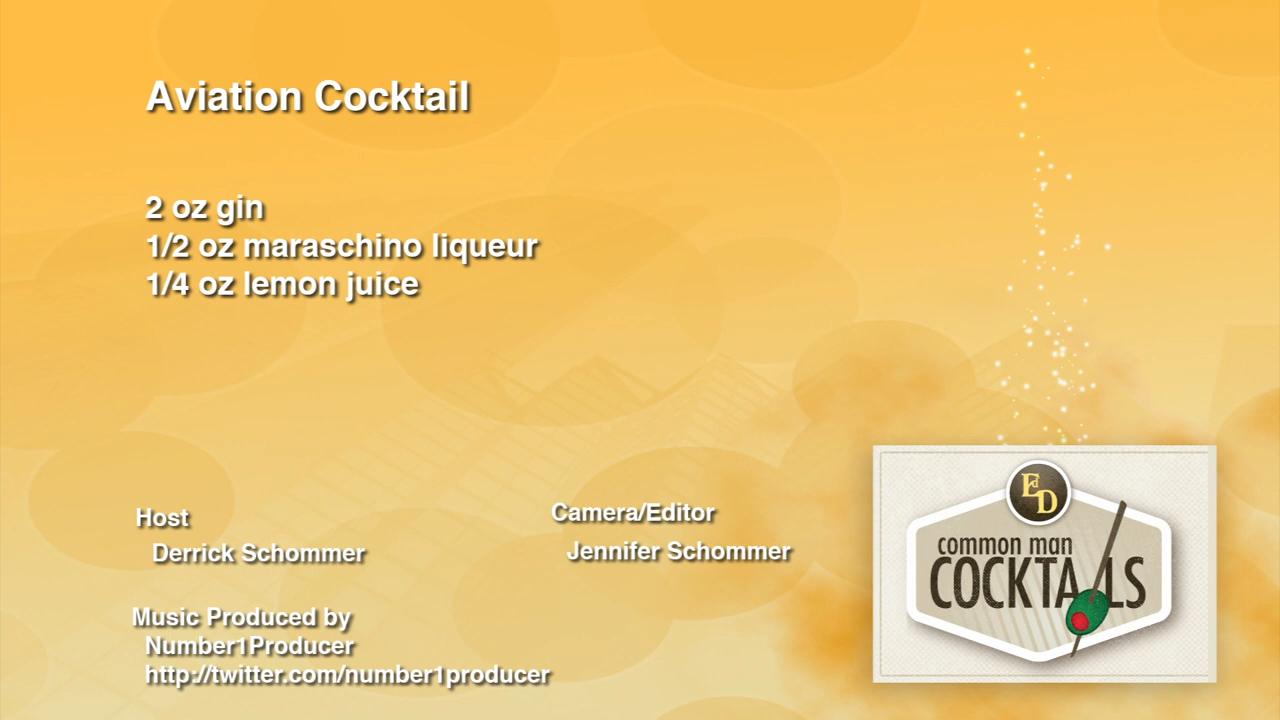 Aviation Cocktail
2 oz gin
1/2 oz maraschino liqueur
1/4 oz lemon juice
Host
Derrick Schommer
Camera/Editor
Jennifer Schommer
Music Produced by
Number1Producer
http://twitter.com/number1producer
Ed D
common man
COCKTAILS